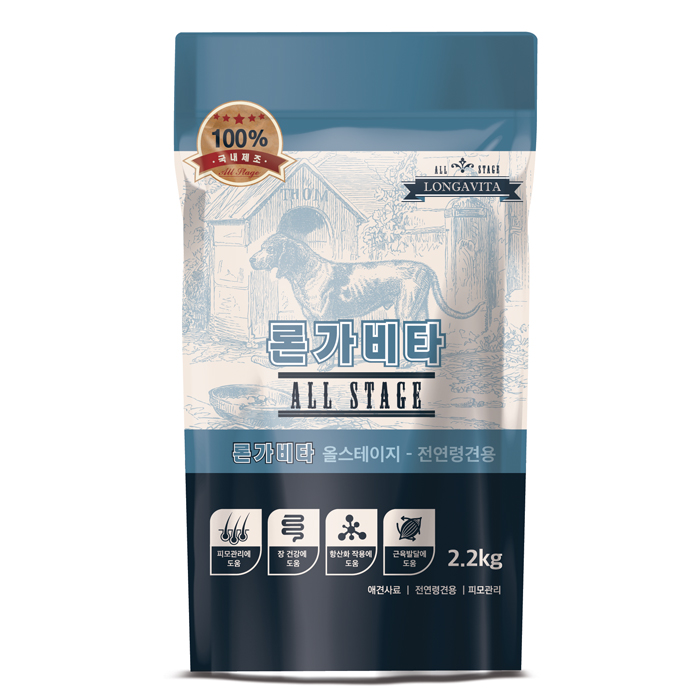 100%
국내제조
All Stage
ALL STAGE
LONGAVITA
THOM
론가비타
ALL STAGE
론가비타 올스테이지 - 전연령견용
피모관리에
도움
장 건강에
도움
항산화 작용에
도움
근육발달에
도움
2.2kg
애견사료 | 전연령견용 | 피모관리